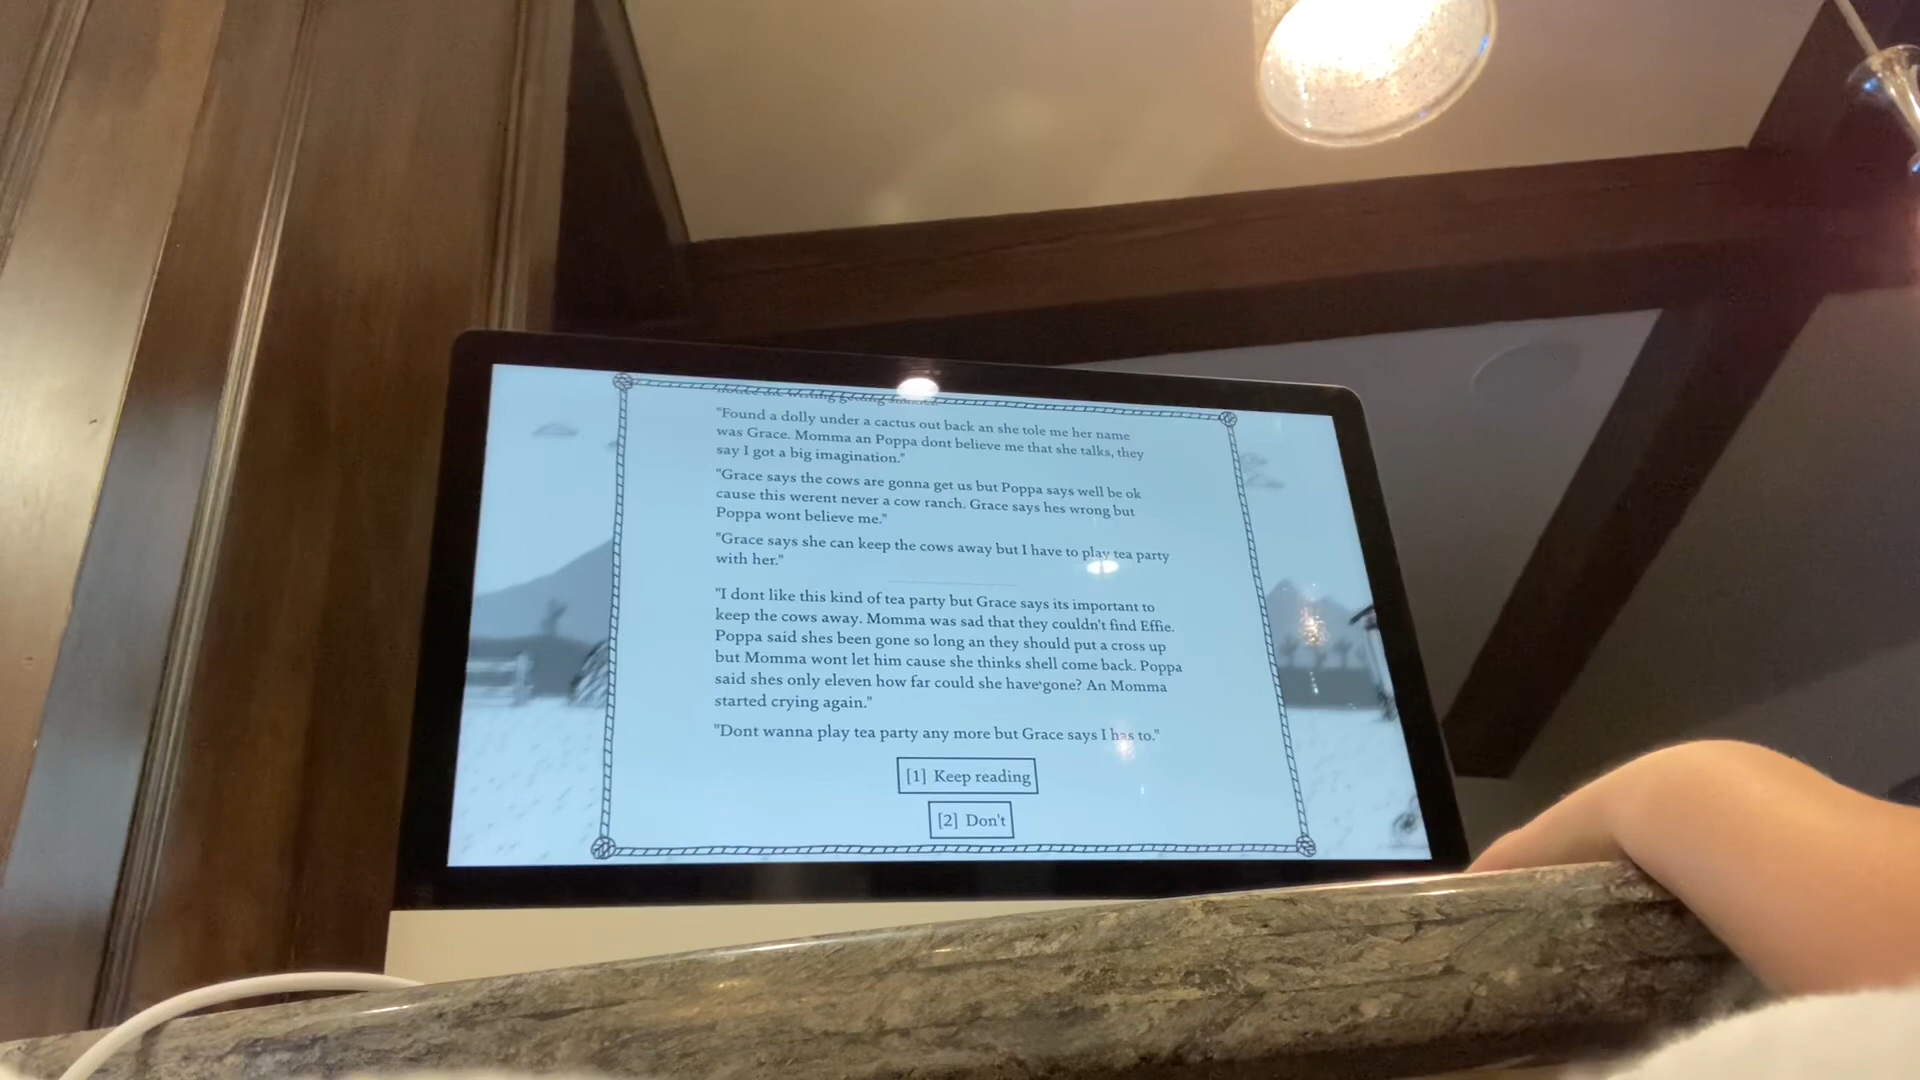 "Found a dolly under a cactus out back an she tole me her name
was Grace. Momma an Poppa dont believe me that she talks, they
say I got a big imagination."
"Grace says the cows are gonna get us but Poppa says well be ok
cause this werent never a cow ranch. Grace says hes wrong but
Poppa wont believe me."
"Grace says she can keep the cows away but I have to play tea party
with her."
"I dont like this kind of tea party but Grace says its important to
keep the cows away. Momma was sad that they couldn't find Effie.
Poppa said shes been gone so long an they should put a cross up
but Momma wont let him cause she thinks shell come back. Poppa
said shes only eleven how far could she have gone? An Momma
started crying again."
"Dont wanna play tea party any more but Grace says I has to."
[1] Keep reading
[2] Don't